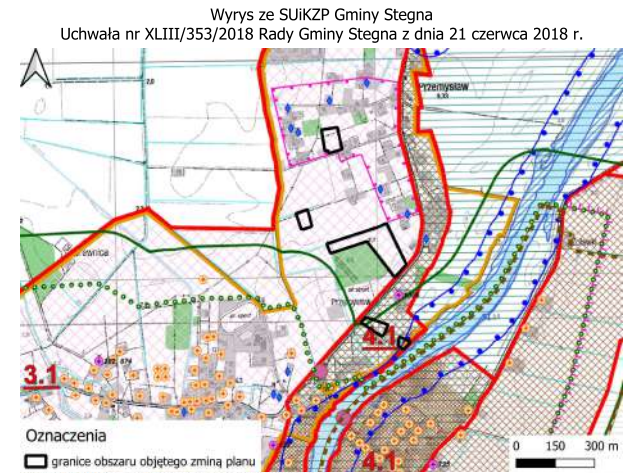 Wyrys ze SUiKZP Gminy Stegna
Uchwała nr XLIII/353/2018 Rady Gminy Stegna z dnia 21 czerwca 2018 r.
Przemysław
4.1
3.1
4.1
Oznaczenia
granice obszaru objętego zminą planu
0 150 300 m